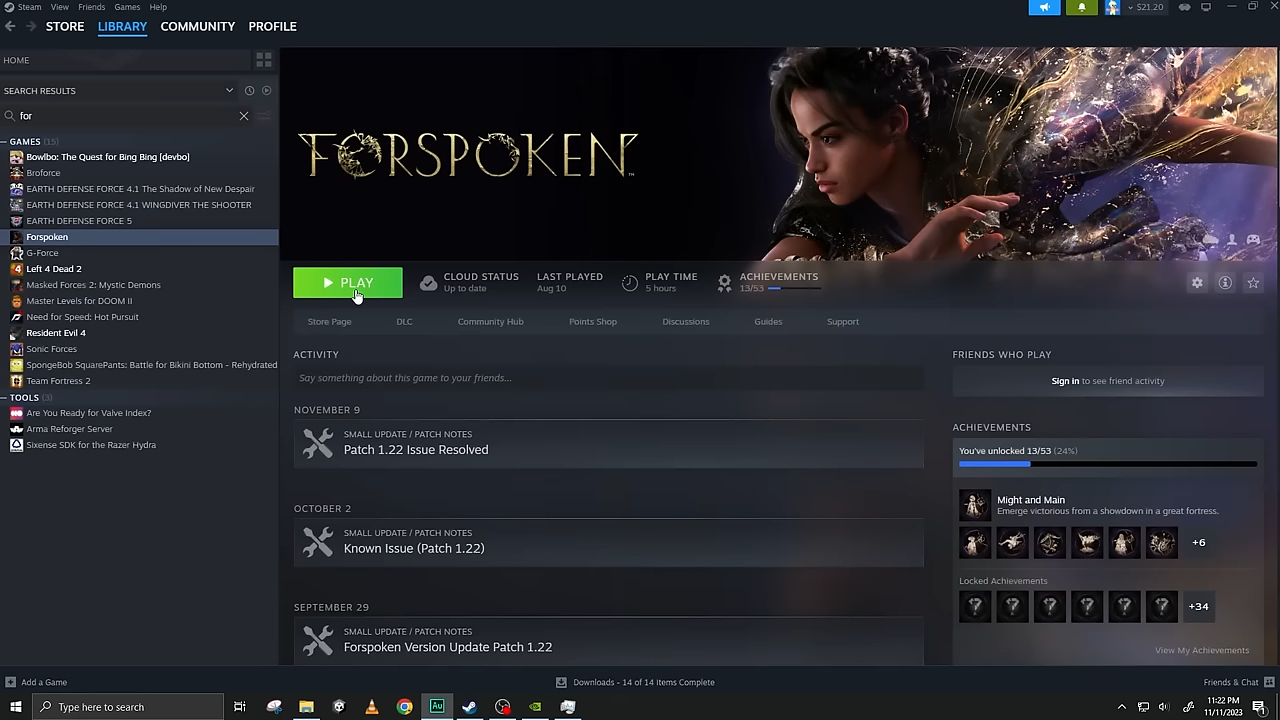 Steam View Friends Games Help
$21.20
STORE LIBRARY COMMUNITY PROFILE
HOME
SEARCH RESULTS
for
GAMES (15)
Bowlbo: The Quest for Bing Bing [devbo]
Broforce
EARTH DEFENSE FORCE 4.1 The Shadow of New Despair
EARTH DEFENSE FORCE 4.1 WINGDIVER THE SHOOTER
EARTH DEFENSE FORCE 5
Forspoken
G-Force
Left 4 Dead 2
Masked Forces 2: Mystic Demons
Master Levels for DOOM II
Need for Speed: Hot Pursuit
Resident Evil 4
Sonic Forces
SpongeBob SquarePants: Battle for Bikini Bottom - Rehydrated
Team Fortress 2
TOOLS (3)
Are You Ready for Valve Index?
Arma Reforger Server
Sixense SDK for the Razer Hydra
FORSPOKEN™
PLAY
CLOUD STATUS
Up to date
LAST PLAYED
Aug 10
PLAY TIME
5 hours
ACHIEVEMENTS
13/53
Store Page DLC Community Hub Points Shop Discussions Guides Support
ACTIVITY
Say something about this game to your friends...
NOVEMBER 9
SMALL UPDATE / PATCH NOTES
Patch 1.22 Issue Resolved
OCTOBER 2
SMALL UPDATE / PATCH NOTES
Known Issue (Patch 1.22)
SEPTEMBER 29
SMALL UPDATE / PATCH NOTES
Forspoken Version Update Patch 1.22
FRIENDS WHO PLAY
Sign in to see friend activity
ACHIEVEMENTS
You've unlocked 13/53 (24%)
Might and Main
Emerge victorious from a showdown in a great fortress.
+6
Locked Achievements
+34
View My Achievements
Add a Game
Downloads - 14 of 14 Items Complete
Friends & Chat
Type here to search
Au
11:22 PM
11/11/2023